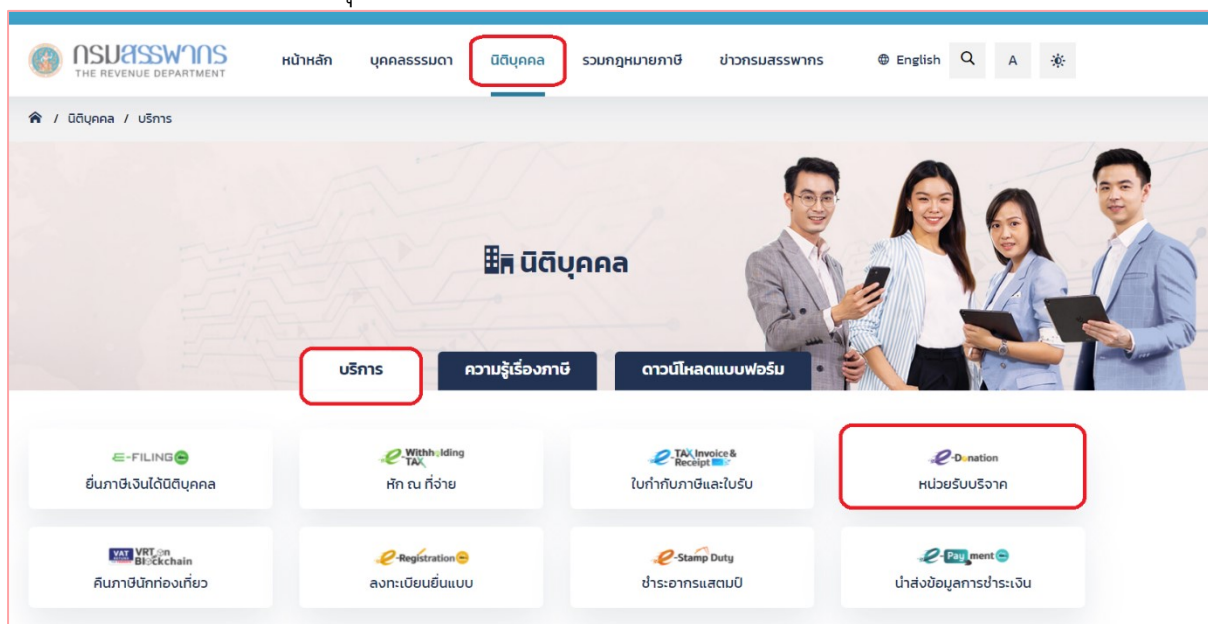 กรมสรรพากร
THE REVENUE DEPARTMENT
หน้าหลัก บุคคลธรรมดา นิติบุคคล รวมกฎหมายภาษี ข่าวกรมสรรพากร English A
/ นิติบุคคล / บริการ
นิติบุคคล
บริการ ความรู้เรื่องภาษี ดาวน์โหลดแบบฟอร์ม
E-FILING
ยื่นภาษีเงินได้นิติบุคคล
e-Withholding TAX
หัก ณ ที่จ่าย
e-TAX Invoice & Receipt
ใบกำกับภาษีและใบรับ
e-Donation
หน่วยรับบริจาค
VAT VRT on Blockchain
คืนภาษีนักท่องเที่ยว
e-Registration
ลงทะเบียนยื่นแบบ
e-Stamp Duty
ชำระอากรแสตมป์
e-Payment
นำส่งข้อมูลการชำระเงิน